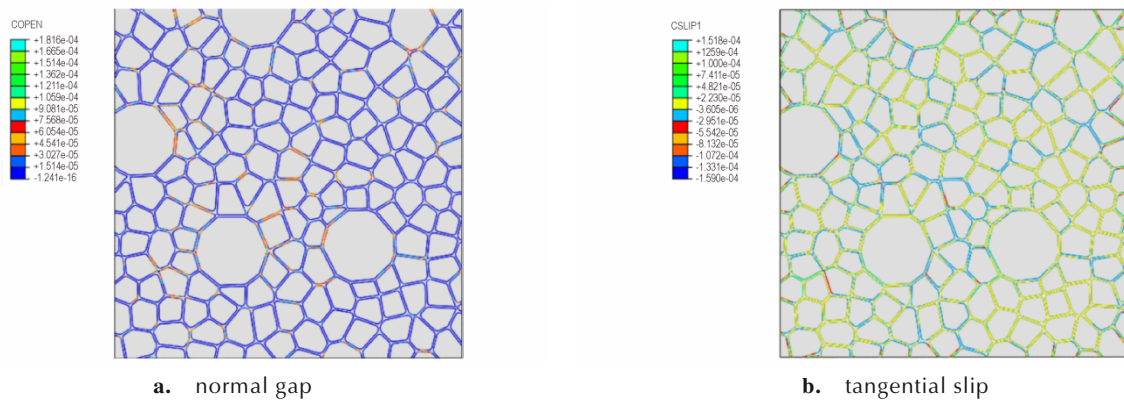 COPEN
+1.816e-04
+1.665e-04
+1.514e-04
+1.362e-04
+1.211e-04
+1.059e-04
+9.081e-05
+7.568e-05
+6.054e-05
+4.541e-05
+3.027e-05
+1.514e-05
-1.241e-16
a. normal gap
CSLIP1
+1.518e-04
+1259e-04
+1.000e-04
+7.411e-05
+4.821e-05
+2.230e-05
-3.605e-06
-2.951e-05
-5.542e-05
-8.132e-05
-1.072e-04
-1.331e-04
-1.590e-04
b. tangential slip